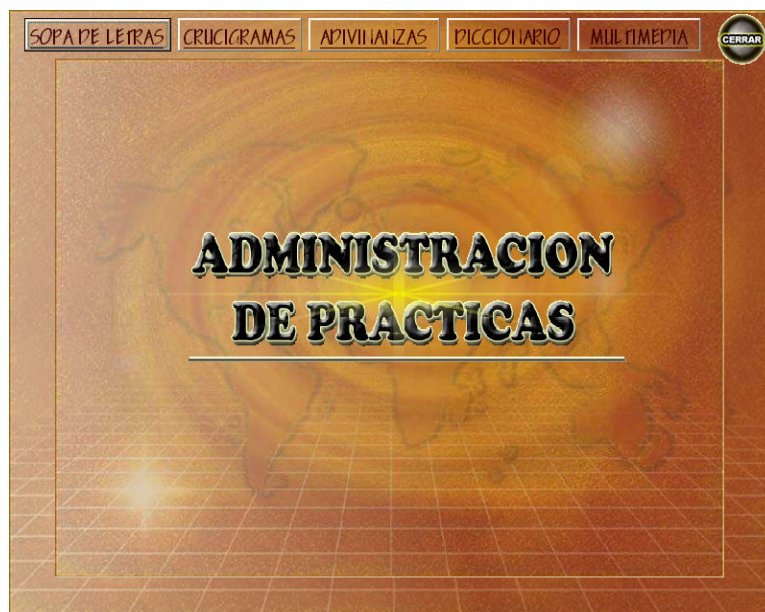 SOPA DE LETRAS CRUCIGRAMAS ADIVINANZAS DICCIONARIO MULTIMEDIA CERRAR
ADMINISTRACION
DE PRACTICAS